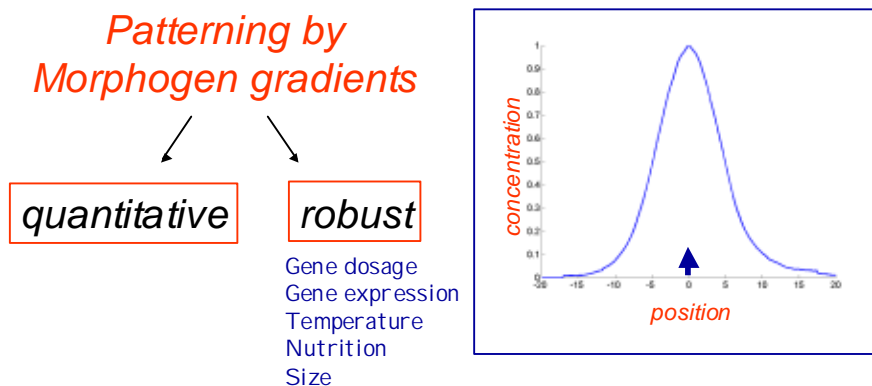 Patterning by
Morphogen gradients
quantitative
robust
Gene dosage
Gene expression
Temperature
Nutrition
Size
concentration
1
0.9
0.8
0.7
0.6
0.5
0.4
0.3
0.2
0.1
0
-20 -15 -10 -5 0 5 10 15 20
position